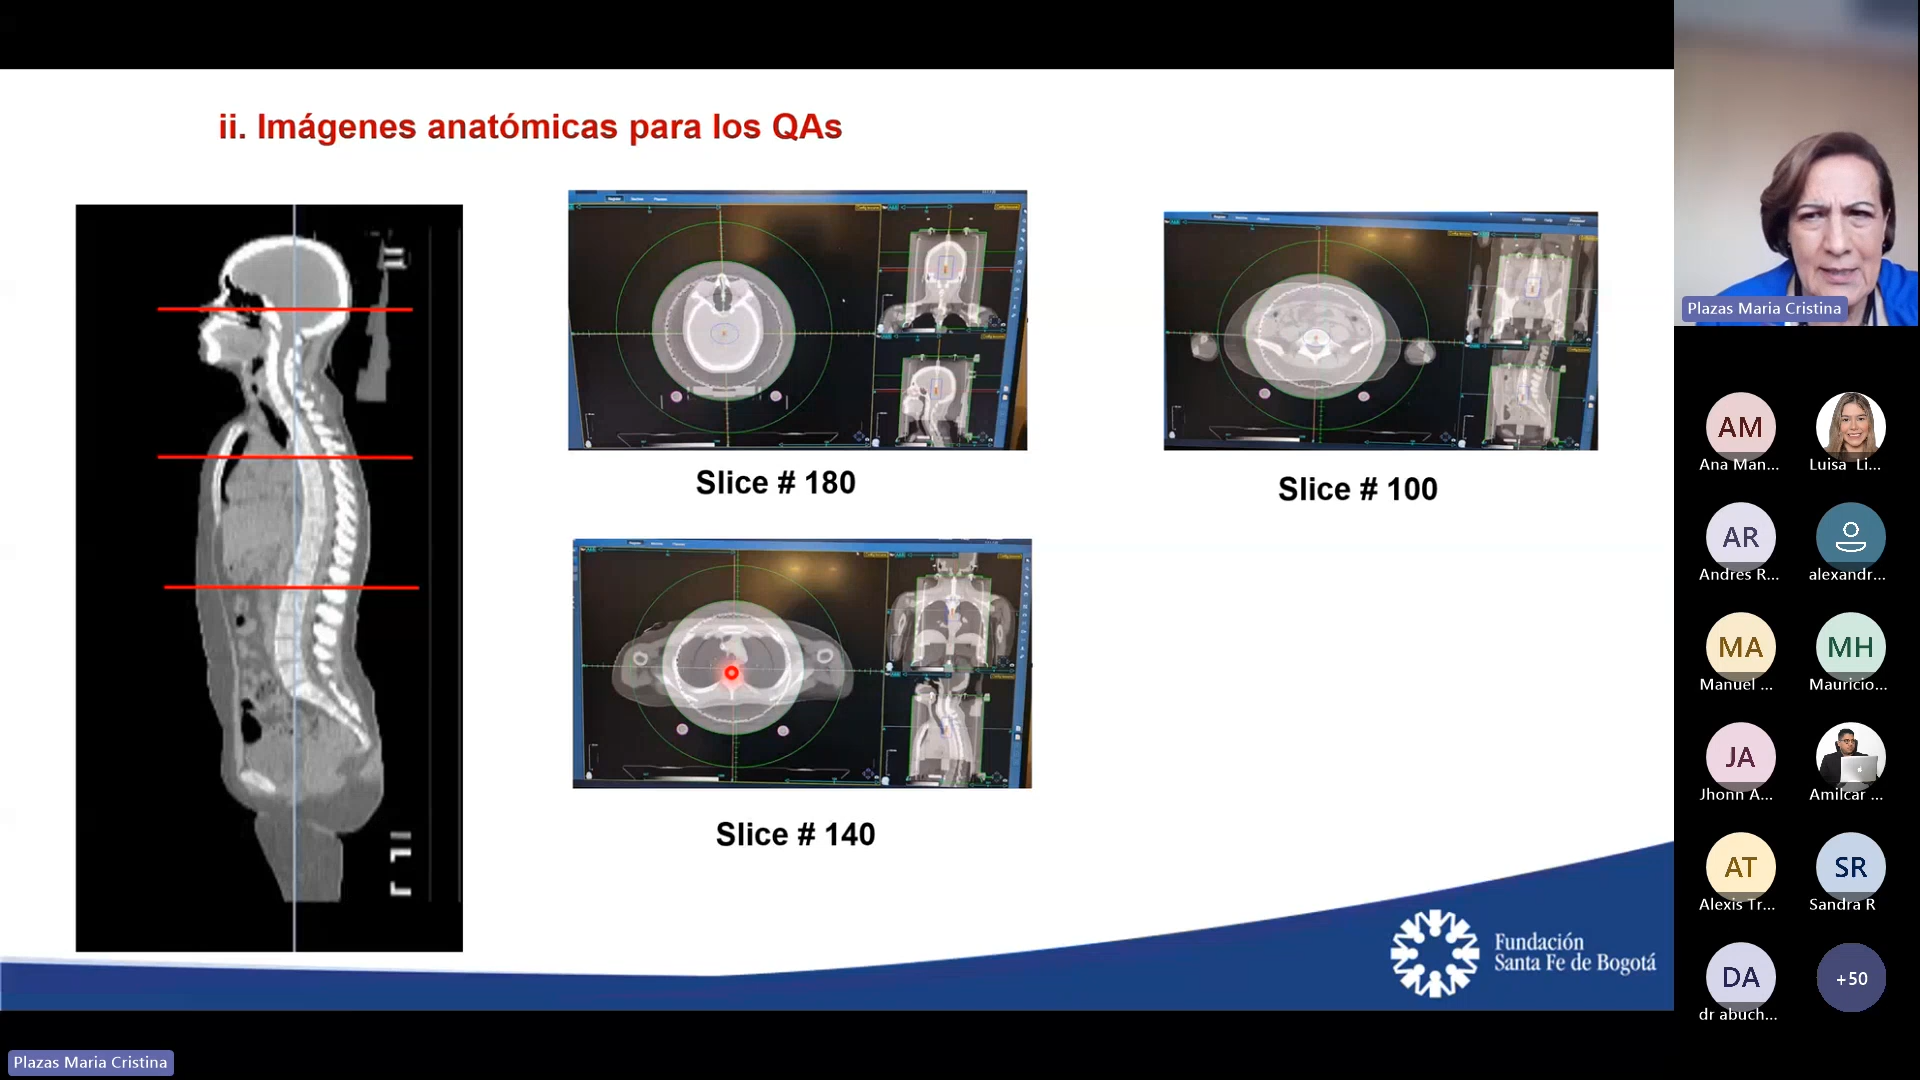 ii. Imágenes anatómicas para los QAs
Slice # 180
Slice # 100
Slice # 140
Fundación
Santa Fe de Bogotá
Plazas Maria Cristina
AM
Ana Man...
Luisa Li...
AR
Andres R...
alexandr...
MA
Manuel ...
MH
Mauricio...
JA
Jhonn A...
Amilcar ...
AT
Alexis Tr...
SR
Sandra R
DA
dr abuch...
+50
Plazas Maria Cristina